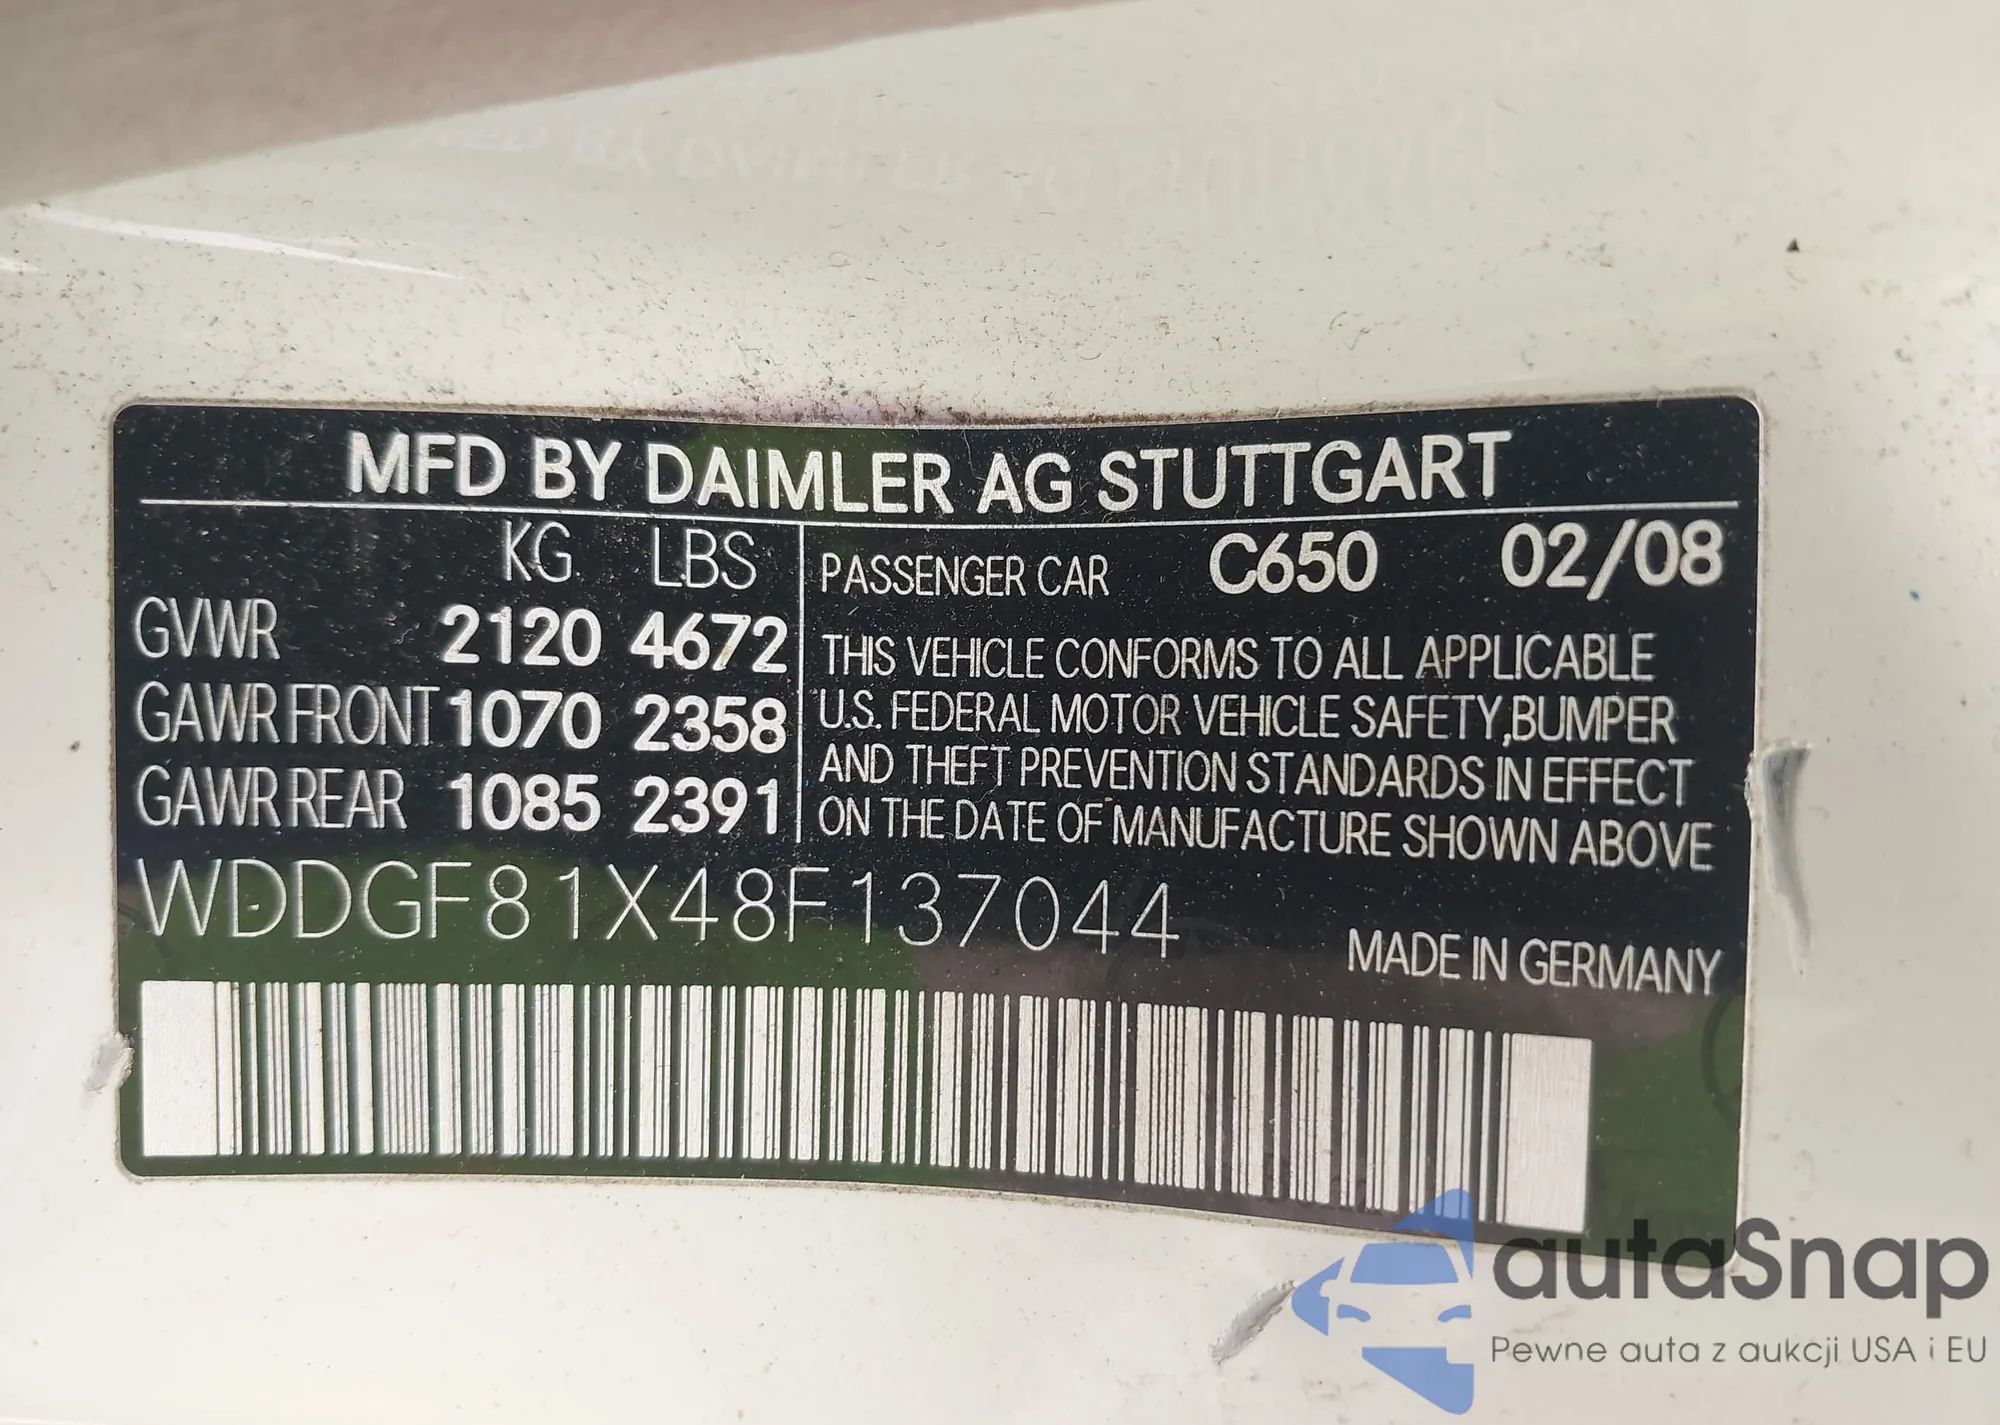 MFD BY DAIMLER AG STUTTGART
KG LBS
GVWR 2120 4672
GAWR FRONT 1070 2358
GAWR REAR 1085 2391
PASSENGER CAR C650 02/08
THIS VEHICLE CONFORMS TO ALL APPLICABLE
U.S. FEDERAL MOTOR VEHICLE SAFETY, BUMPER
AND THEFT PREVENTION STANDARDS IN EFFECT
ON THE DATE OF MANUFACTURE SHOWN ABOVE
WDDGF81X48F137044
MADE IN GERMANY
autaSnap
Pewne auta z aukcji USA i EU